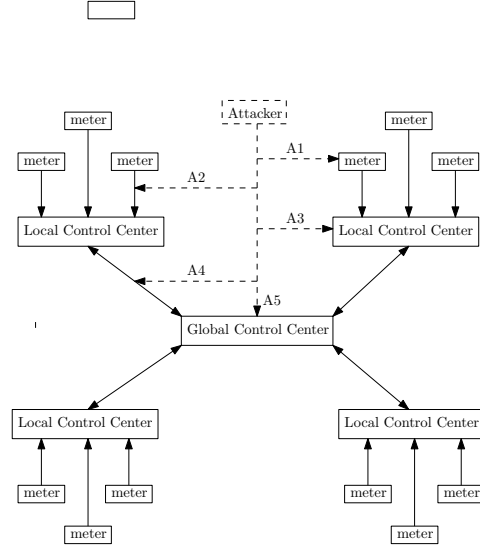 Attacker
meter
meter
A1
meter
meter
meter
meter
A2
A3
Local Control Center
Local Control Center
A4
A5
Global Control Center
Local Control Center
Local Control Center
meter
meter
meter
meter
meter
meter